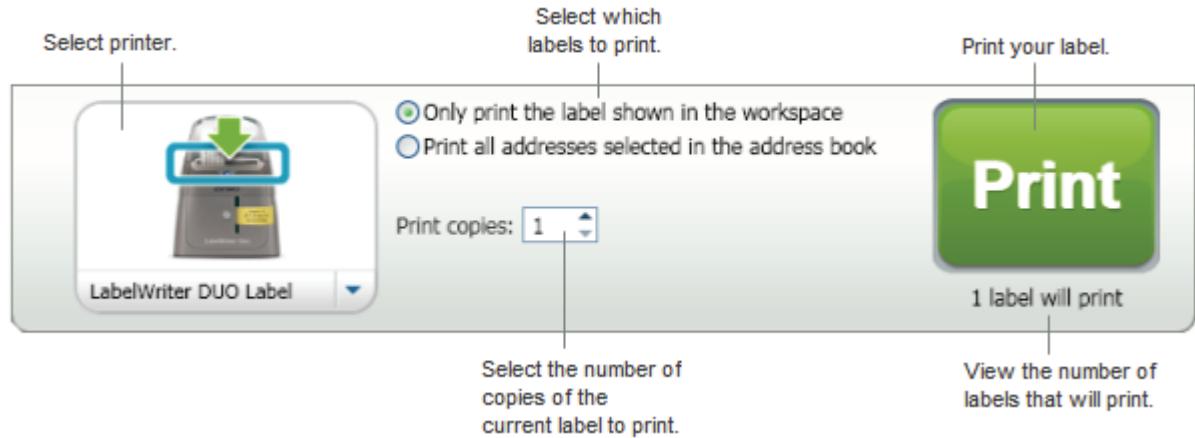 Select which
labels to print.
Select printer.
Print your label.
Only print the label shown in the workspace
Print all addresses selected in the address book
Print
Print copies: 1
LabelWriter DUO Label
1 label will print
Select the number of
copies of the
current label to print.
View the number of
labels that will print.